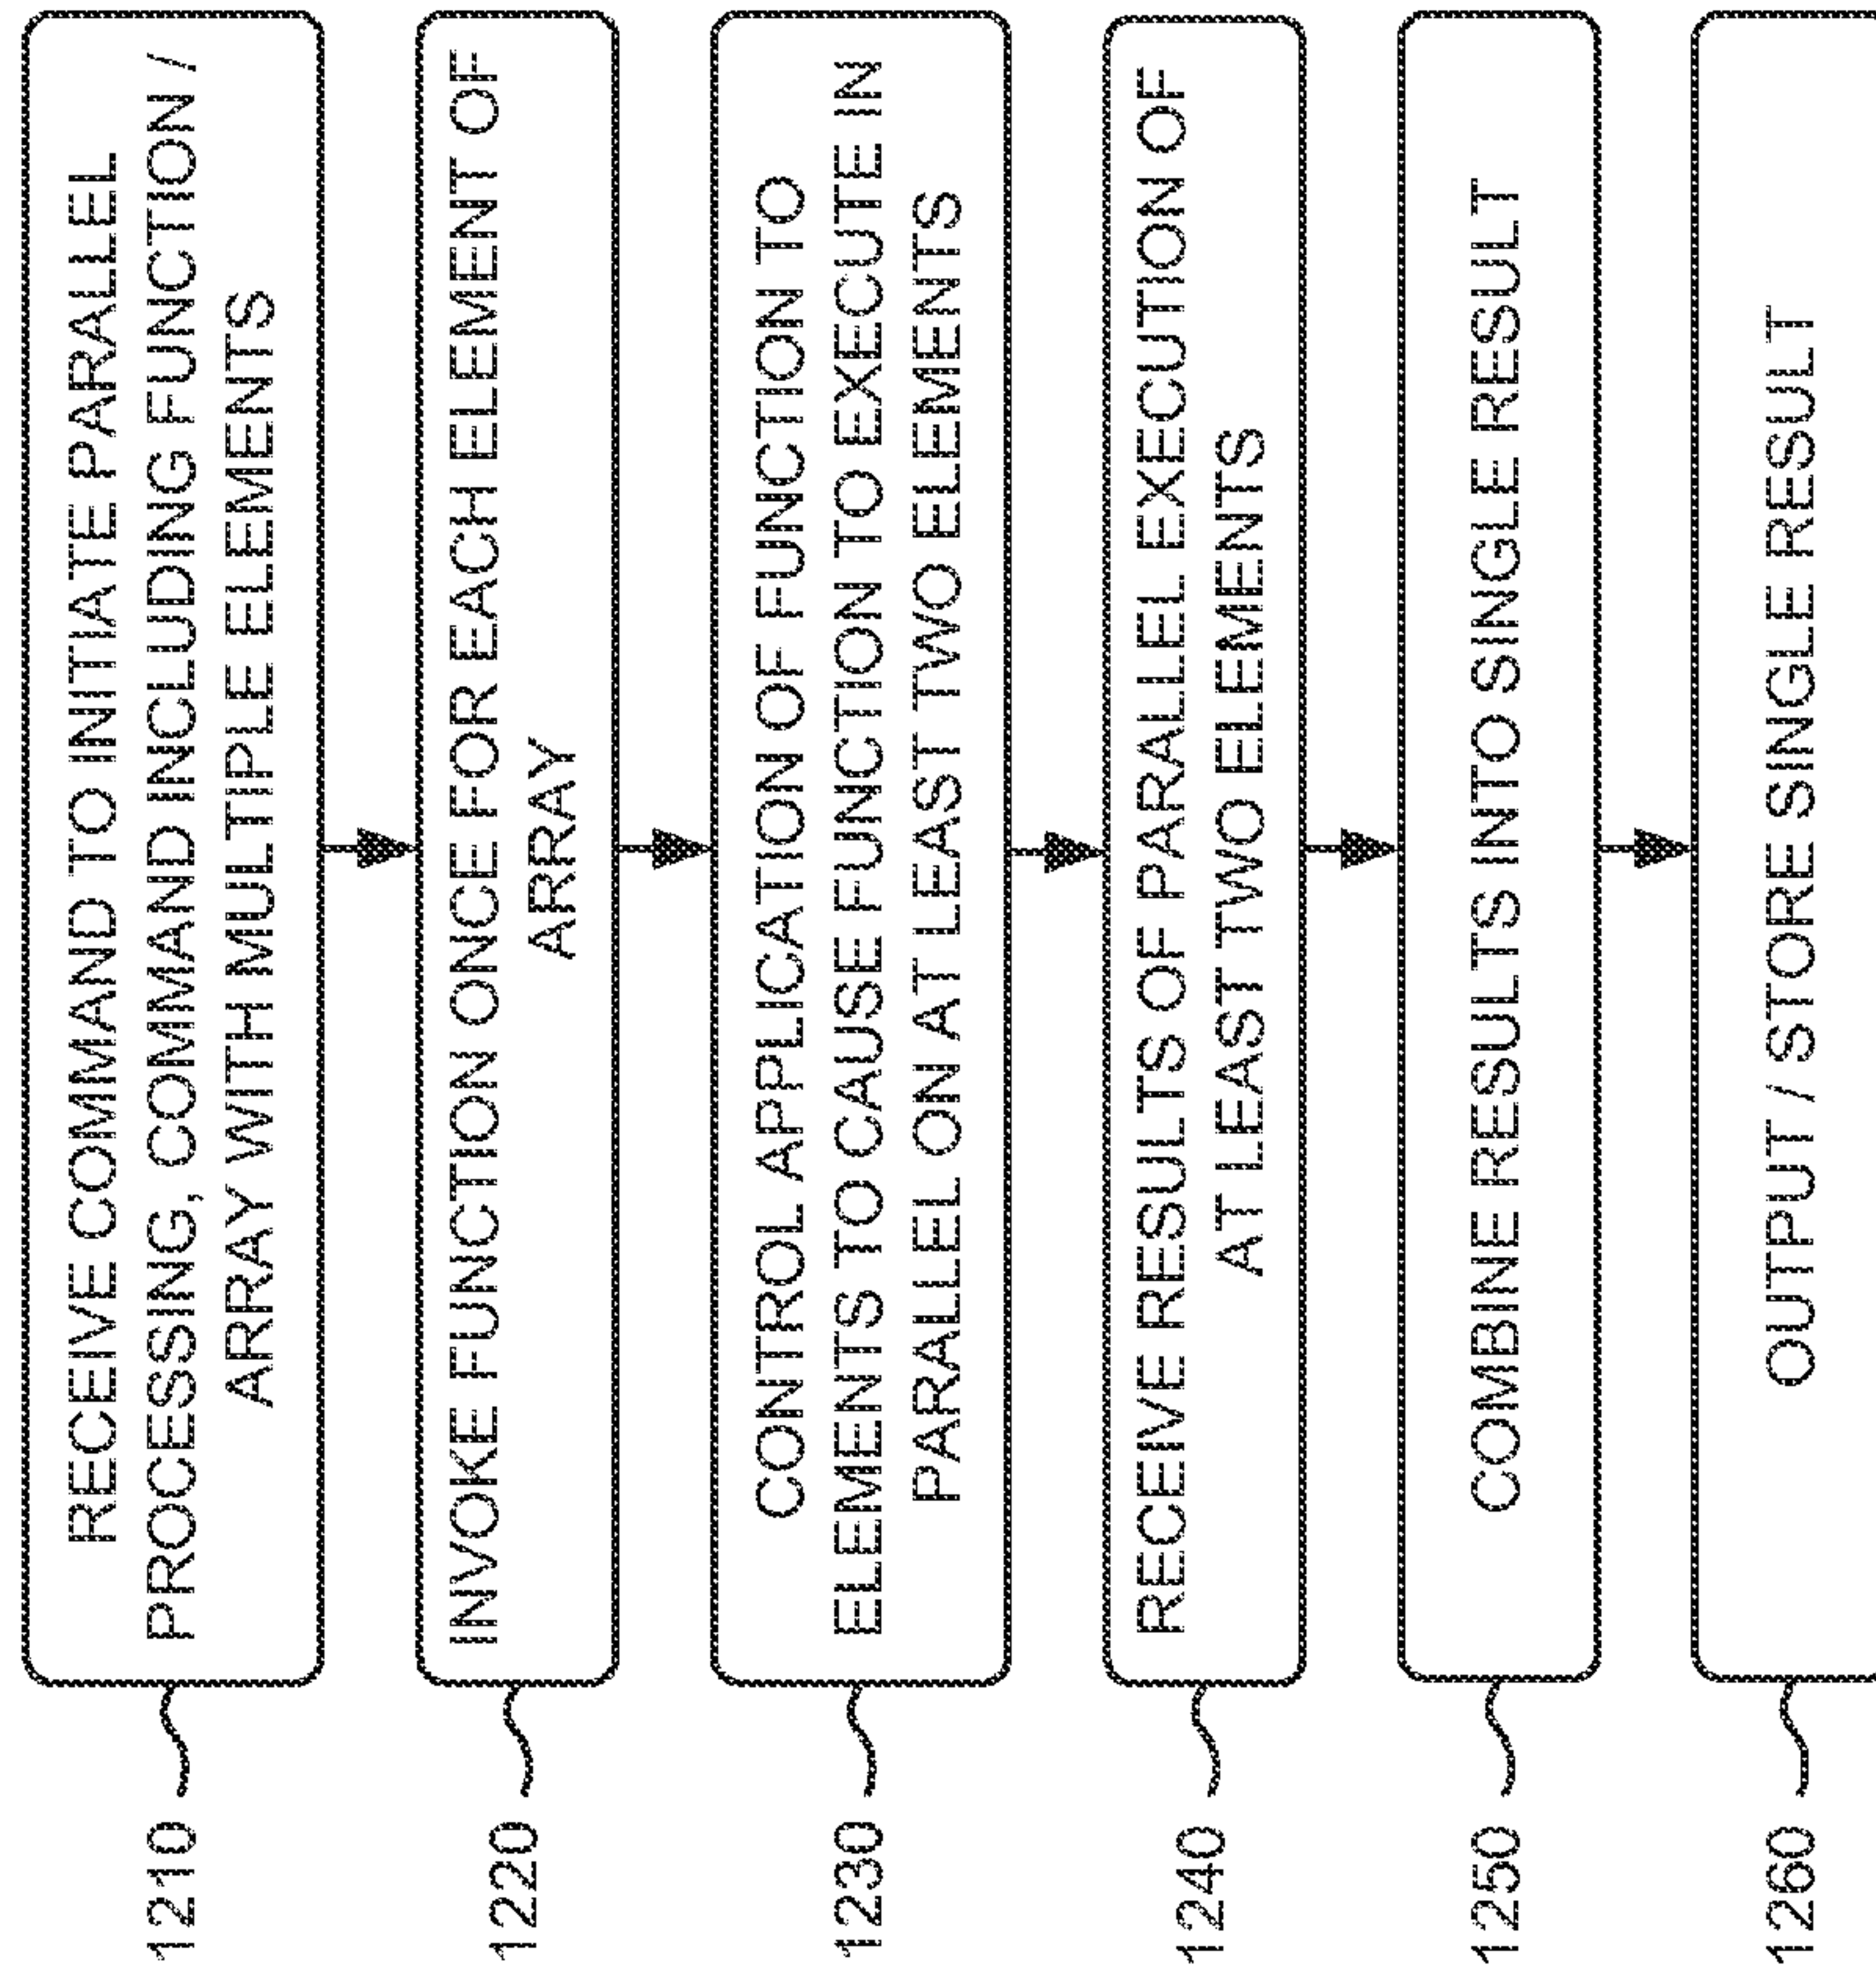 1210
RECEIVE COMMAND TO INITIATE PARALLEL
PROCESSING, COMMAND INCLUDING FUNCTION /
ARRAY WITH MULTIPLE ELEMENTS
1220
INVOKE FUNCTION ONCE FOR EACH ELEMENT OF
ARRAY
1230
CONTROL APPLICATION OF FUNCTION TO
ELEMENTS TO CAUSE FUNCTION TO EXECUTE IN
PARALLEL ON AT LEAST TWO ELEMENTS
1240
RECEIVE RESULTS OF PARALLEL EXECUTION OF
AT LEAST TWO ELEMENTS
1250
COMBINE RESULTS INTO SINGLE RESULT
1260
OUTPUT / STORE SINGLE RESULT